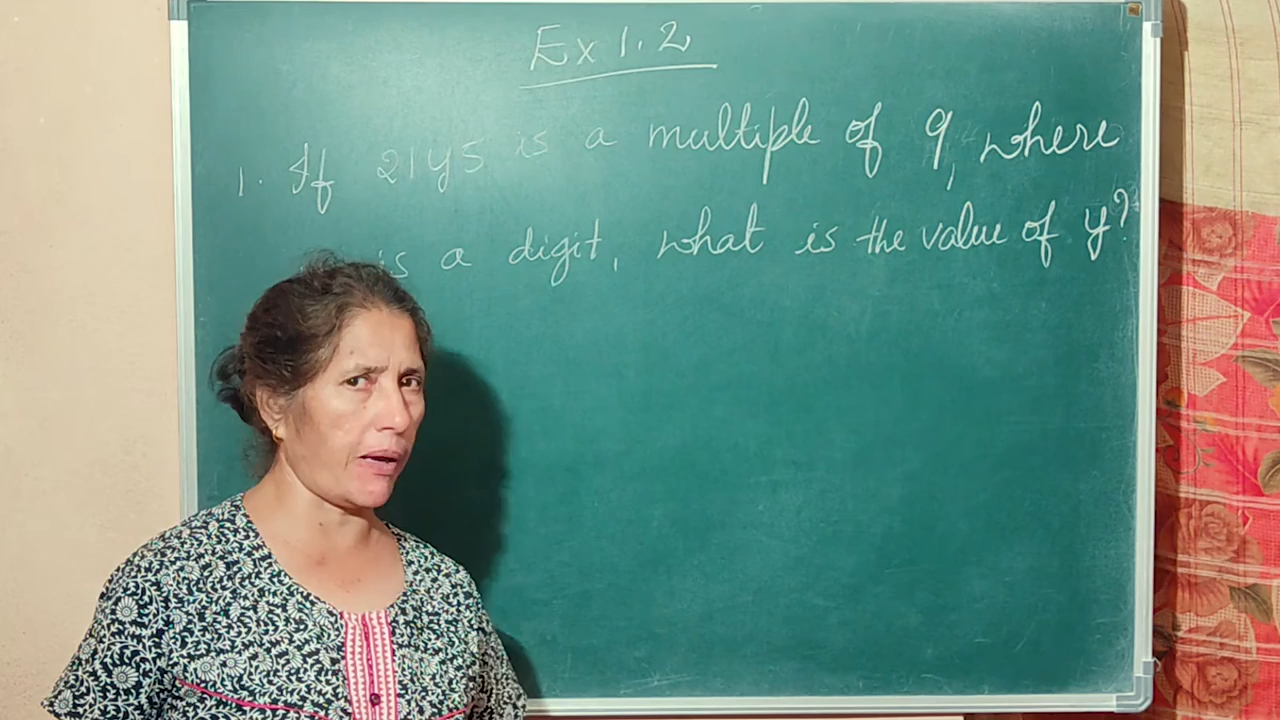 Ex 1.2
1. If 21y5 is a multiple of 9, where
is a digit, what is the value of y?